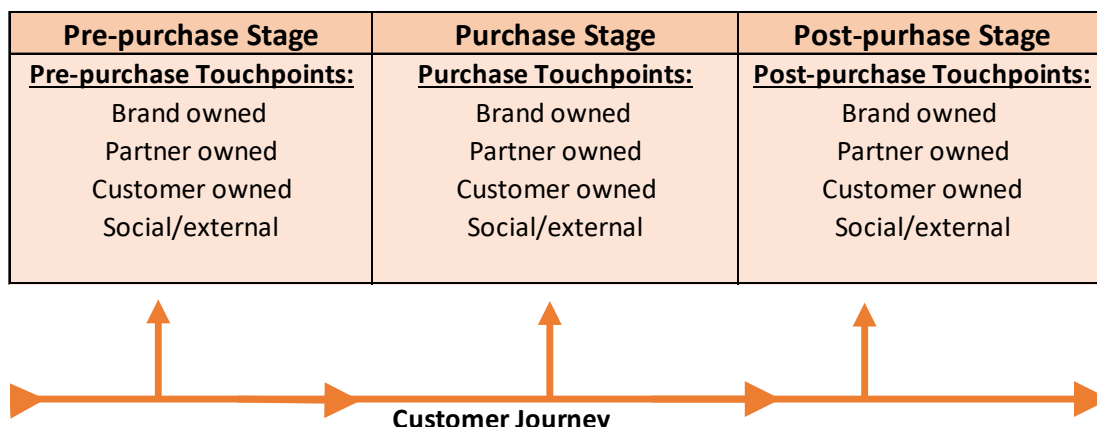 Pre-purchase Stage
Purchase Stage
Post-purhase Stage
Pre-purchase Touchpoints:
Brand owned
Partner owned
Customer owned
Social/external
Purchase Touchpoints:
Brand owned
Partner owned
Customer owned
Social/external
Post-purchase Touchpoints:
Brand owned
Partner owned
Customer owned
Social/external
Customer Journey